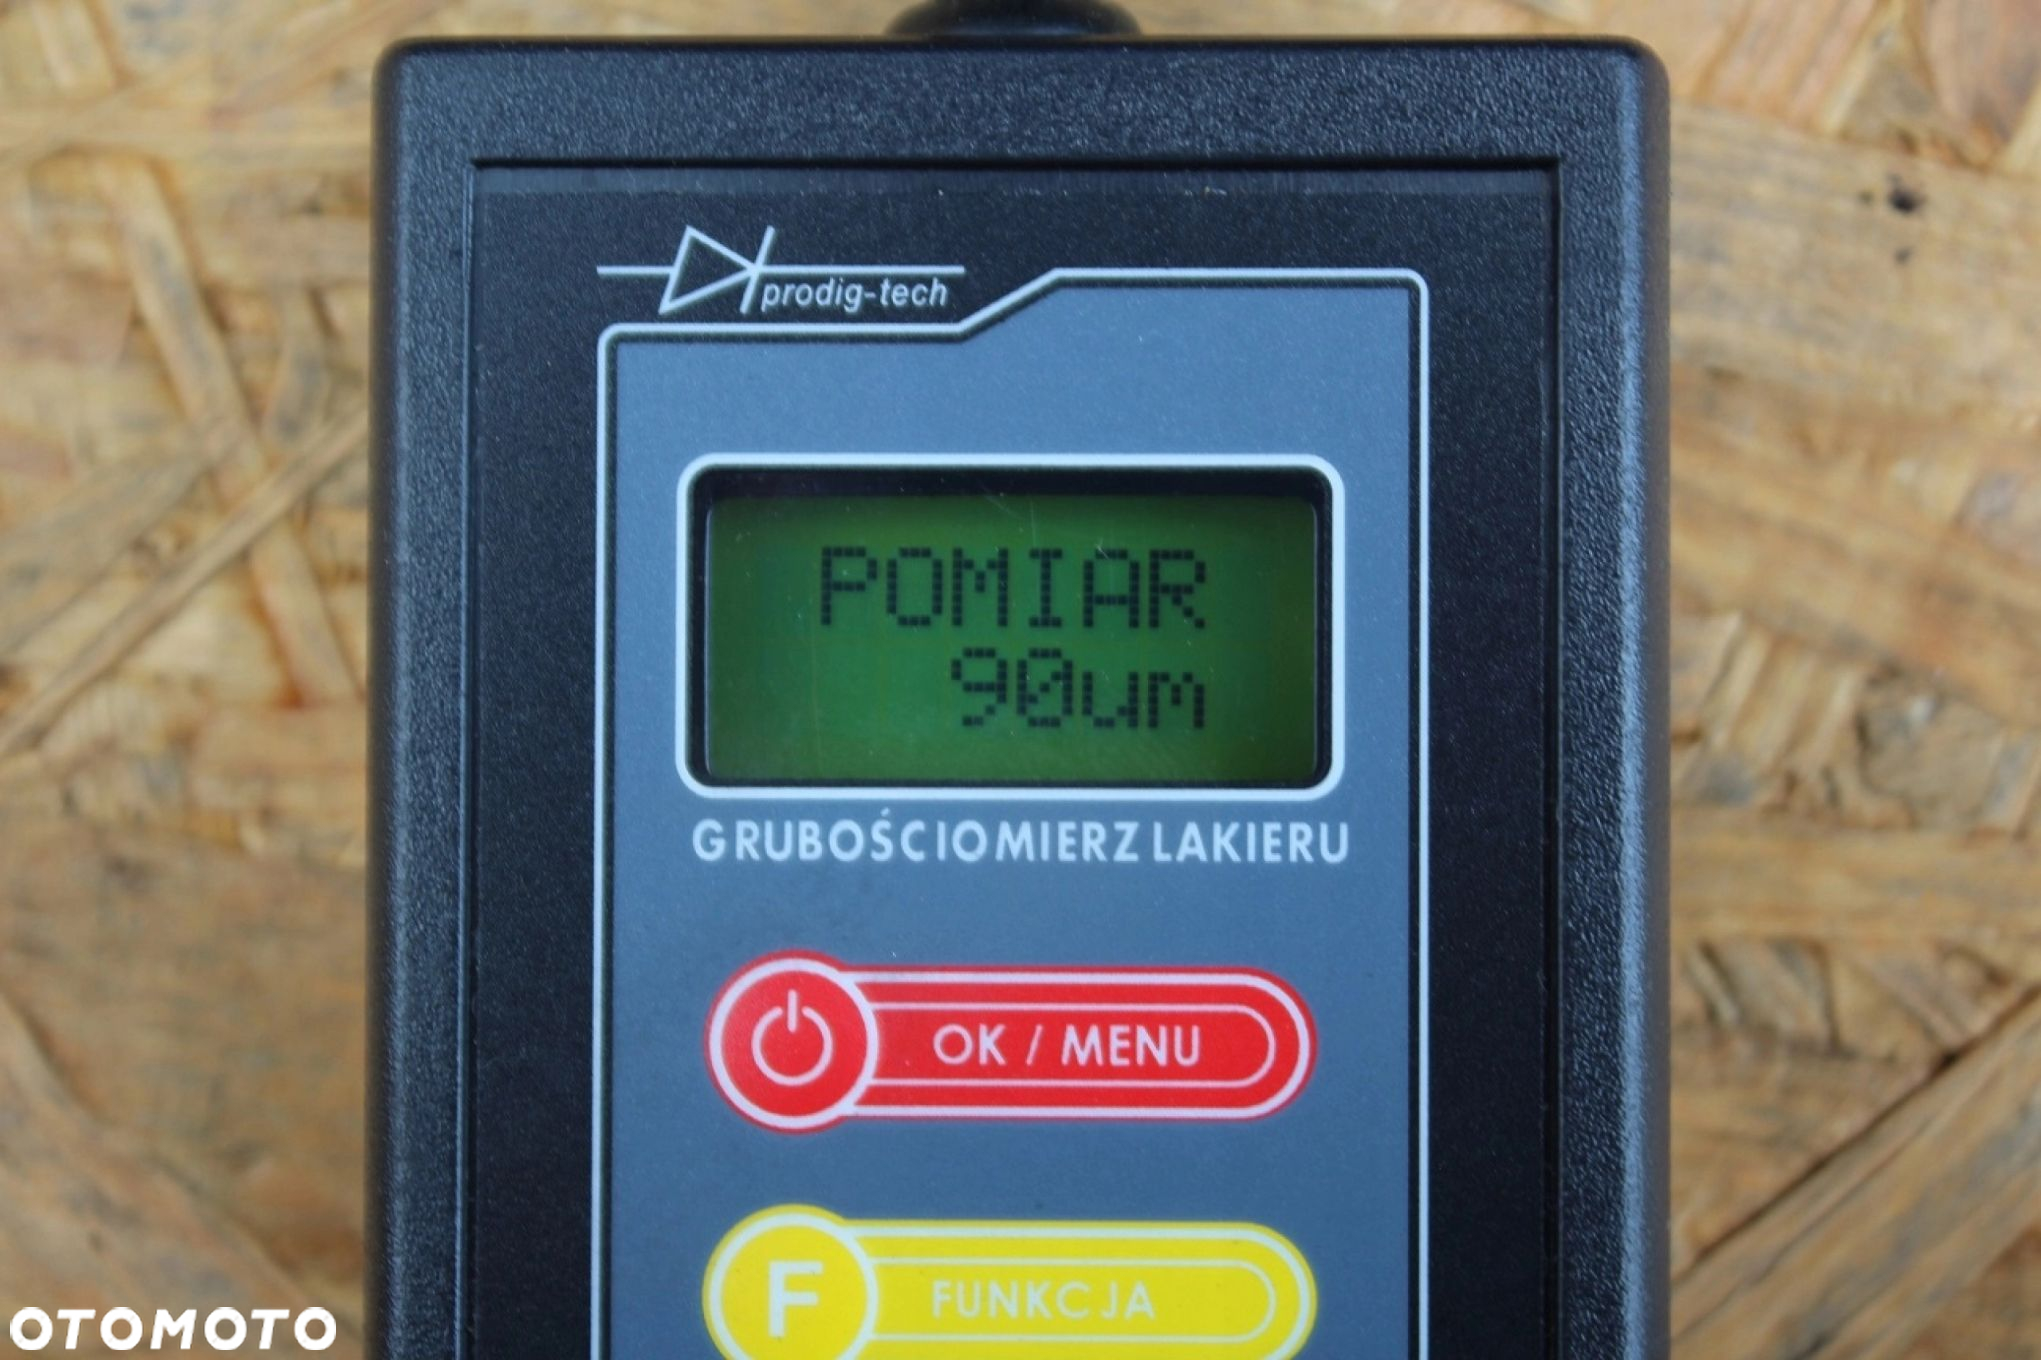 prodig-tech
POMIAR
90um
GRUBOŚCIOMIERZ LAKIERU
OK / MENU
F FUNKCJA
OTOMOTO